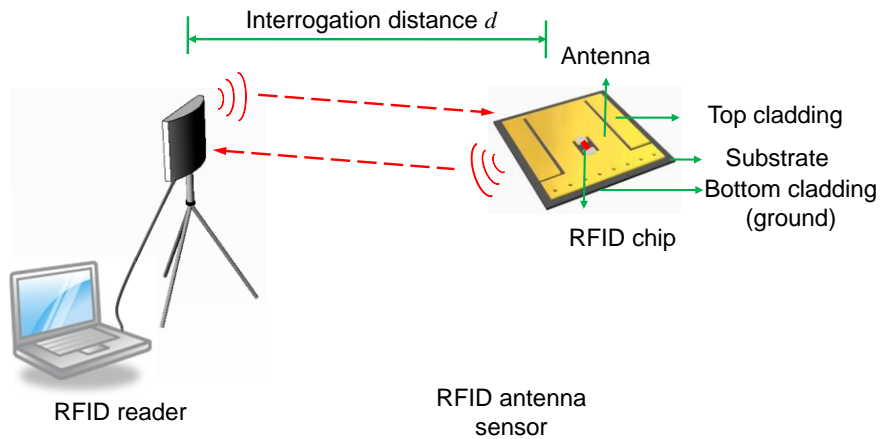 Interrogation distance d
Antenna
Top cladding
Substrate
Bottom cladding
(ground)
RFID chip
RFID reader
RFID antenna
sensor